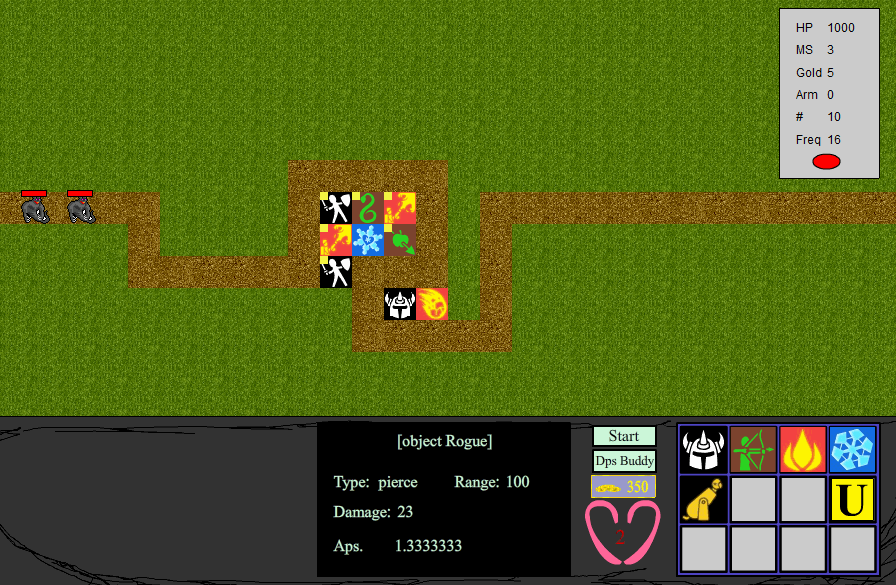 HP 1000
MS 3
Gold 5
Arm 0
# 10
Freq 16
[object Rogue]
Type: pierce Range: 100
Damage: 23
Aps. 1.3333333
Start
Dps Buddy
350
2
U